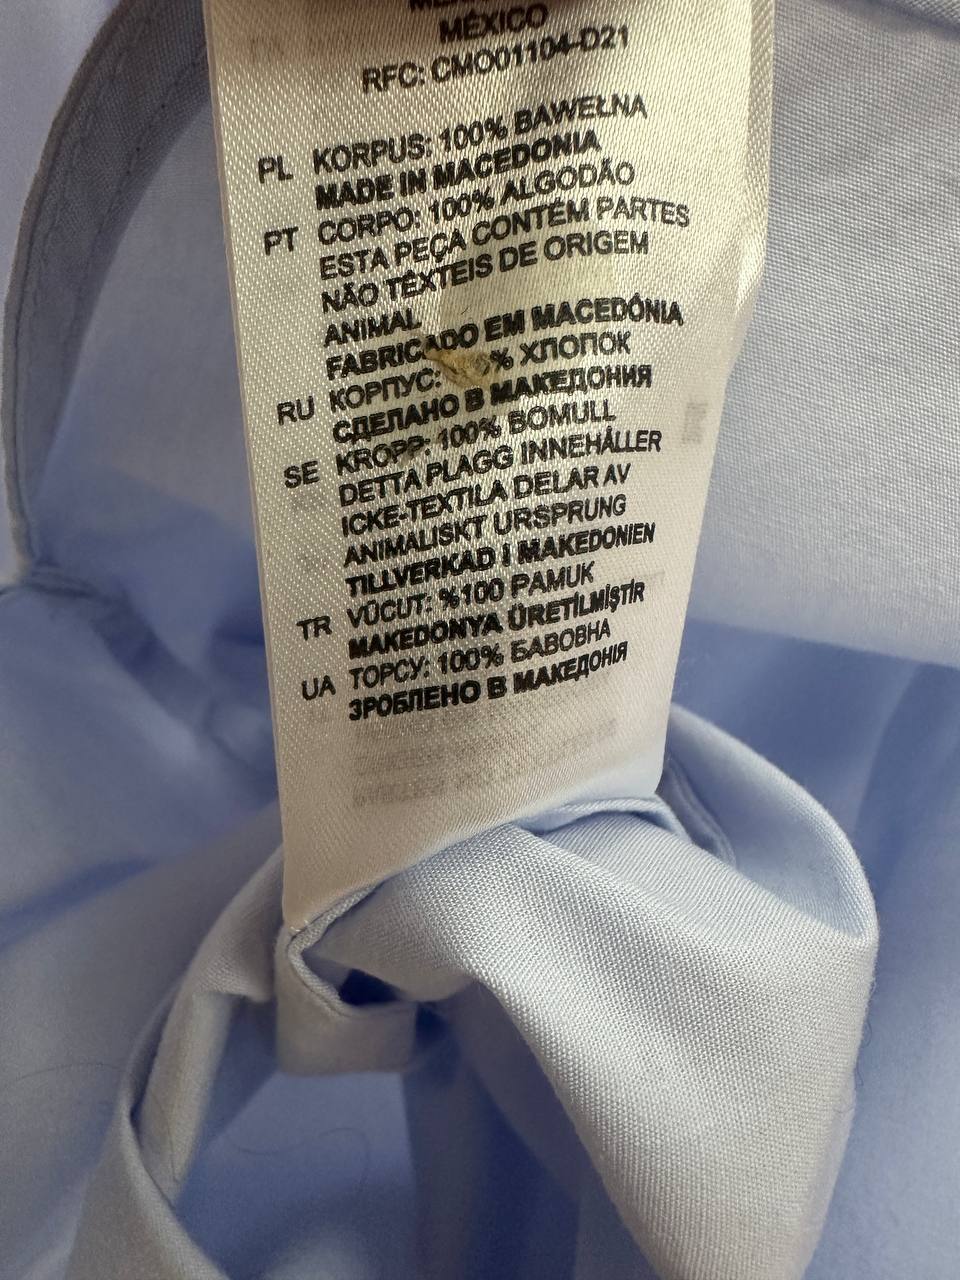 MÉXICO
RFC: CMO01104-D21
PL KORPUS: 100% BAWEŁNA
MADE IN MACEDONIA
PT CORPO: 100% ALGODÃO
ESTA PEÇA CONTÉM PARTES
NÃO TÊXTEIS DE ORIGEM
ANIMAL
FABRICADO EM MACEDÓNIA
RU КОРПУС: % ХЛОПОК
СДЕЛАНО В МАКЕДОНИЯ
SE KROPP: 100% BOMULL
DETTA PLAGG INNEHÅLLER
ICKE-TEXTILA DELAR AV
ANIMALISKT URSPRUNG
TILLVERKAD I MAKEDONIEN
TR VÜCUT: %100 PAMUK
MAKEDONYA ÜRETİLMİŞTİR
UA ТОРСУ: 100% БАВОВНА
ЗРОБЛЕНО В МАКЕДОНІЯ